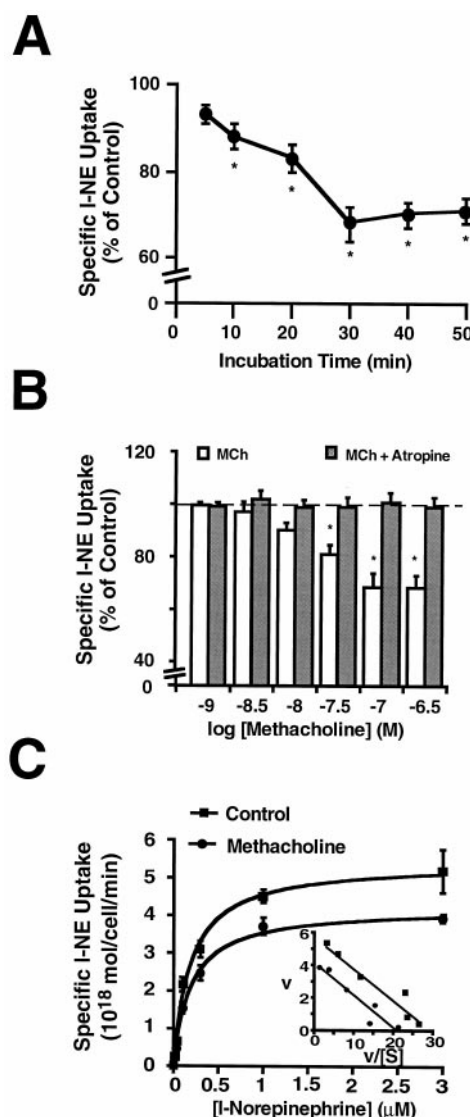 A
Specific l-NE Uptake
(% of Control)
100
80
60
0
*
*
*
*
*
0 10 20 30 40 50
Incubation Time (min)
B
Specific l-NE Uptake
(% of Control)
MCh MCh + Atropine
120
80
40
0
*
*
*
-9 -8.5 -8 -7.5 -7 -6.5
log [Methacholine] (M)
C
Control
Methacholine
Specific l-NE Uptake
(10¹⁸ mol/cell/min)
6
5
4
3
2
1
0
v
6
4
2
0
0 10 20 30
v/[S]
0 0.5 1.0 1.5 2.0 2.5 3
[l-Norepinephrine] (μM)